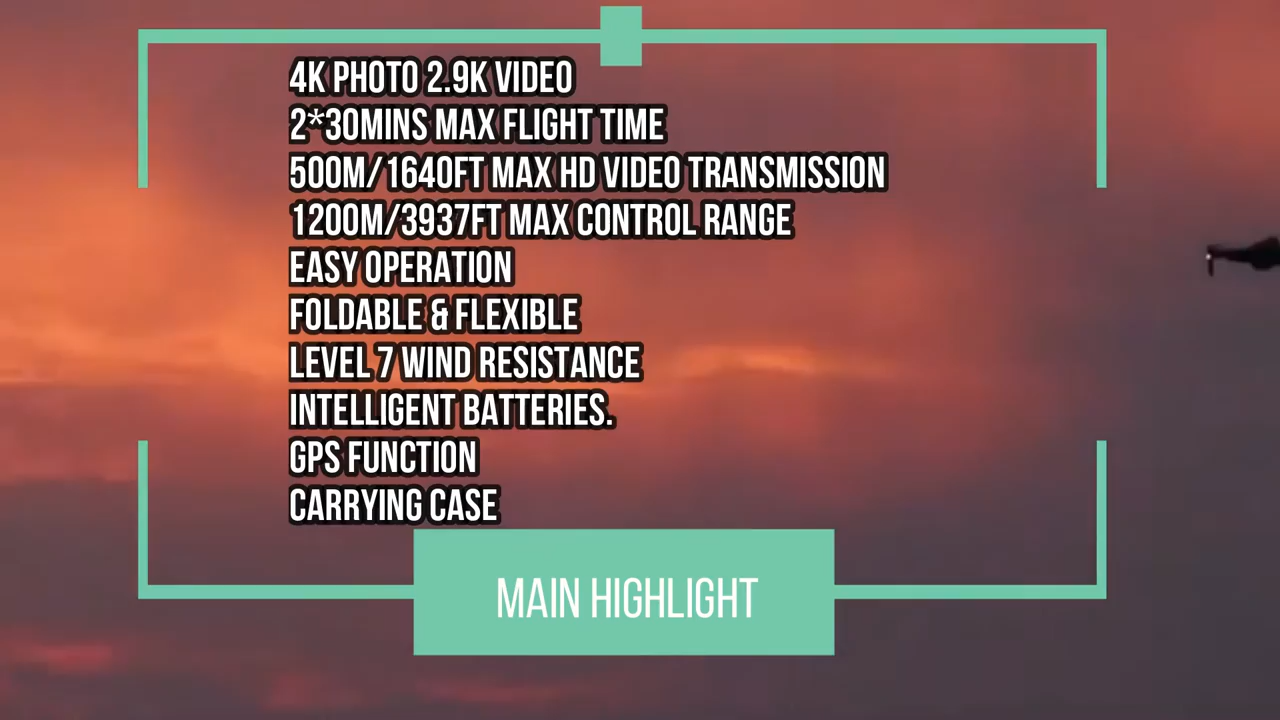 4K PHOTO 2.9K VIDEO
2*30MINS MAX FLIGHT TIME
500M/1640FT MAX HD VIDEO TRANSMISSION
1200M/3937FT MAX CONTROL RANGE
EASY OPERATION
FOLDABLE & FLEXIBLE
LEVEL 7 WIND RESISTANCE
INTELLIGENT BATTERIES.
GPS FUNCTION
CARRYING CASE
MAIN HIGHLIGHT